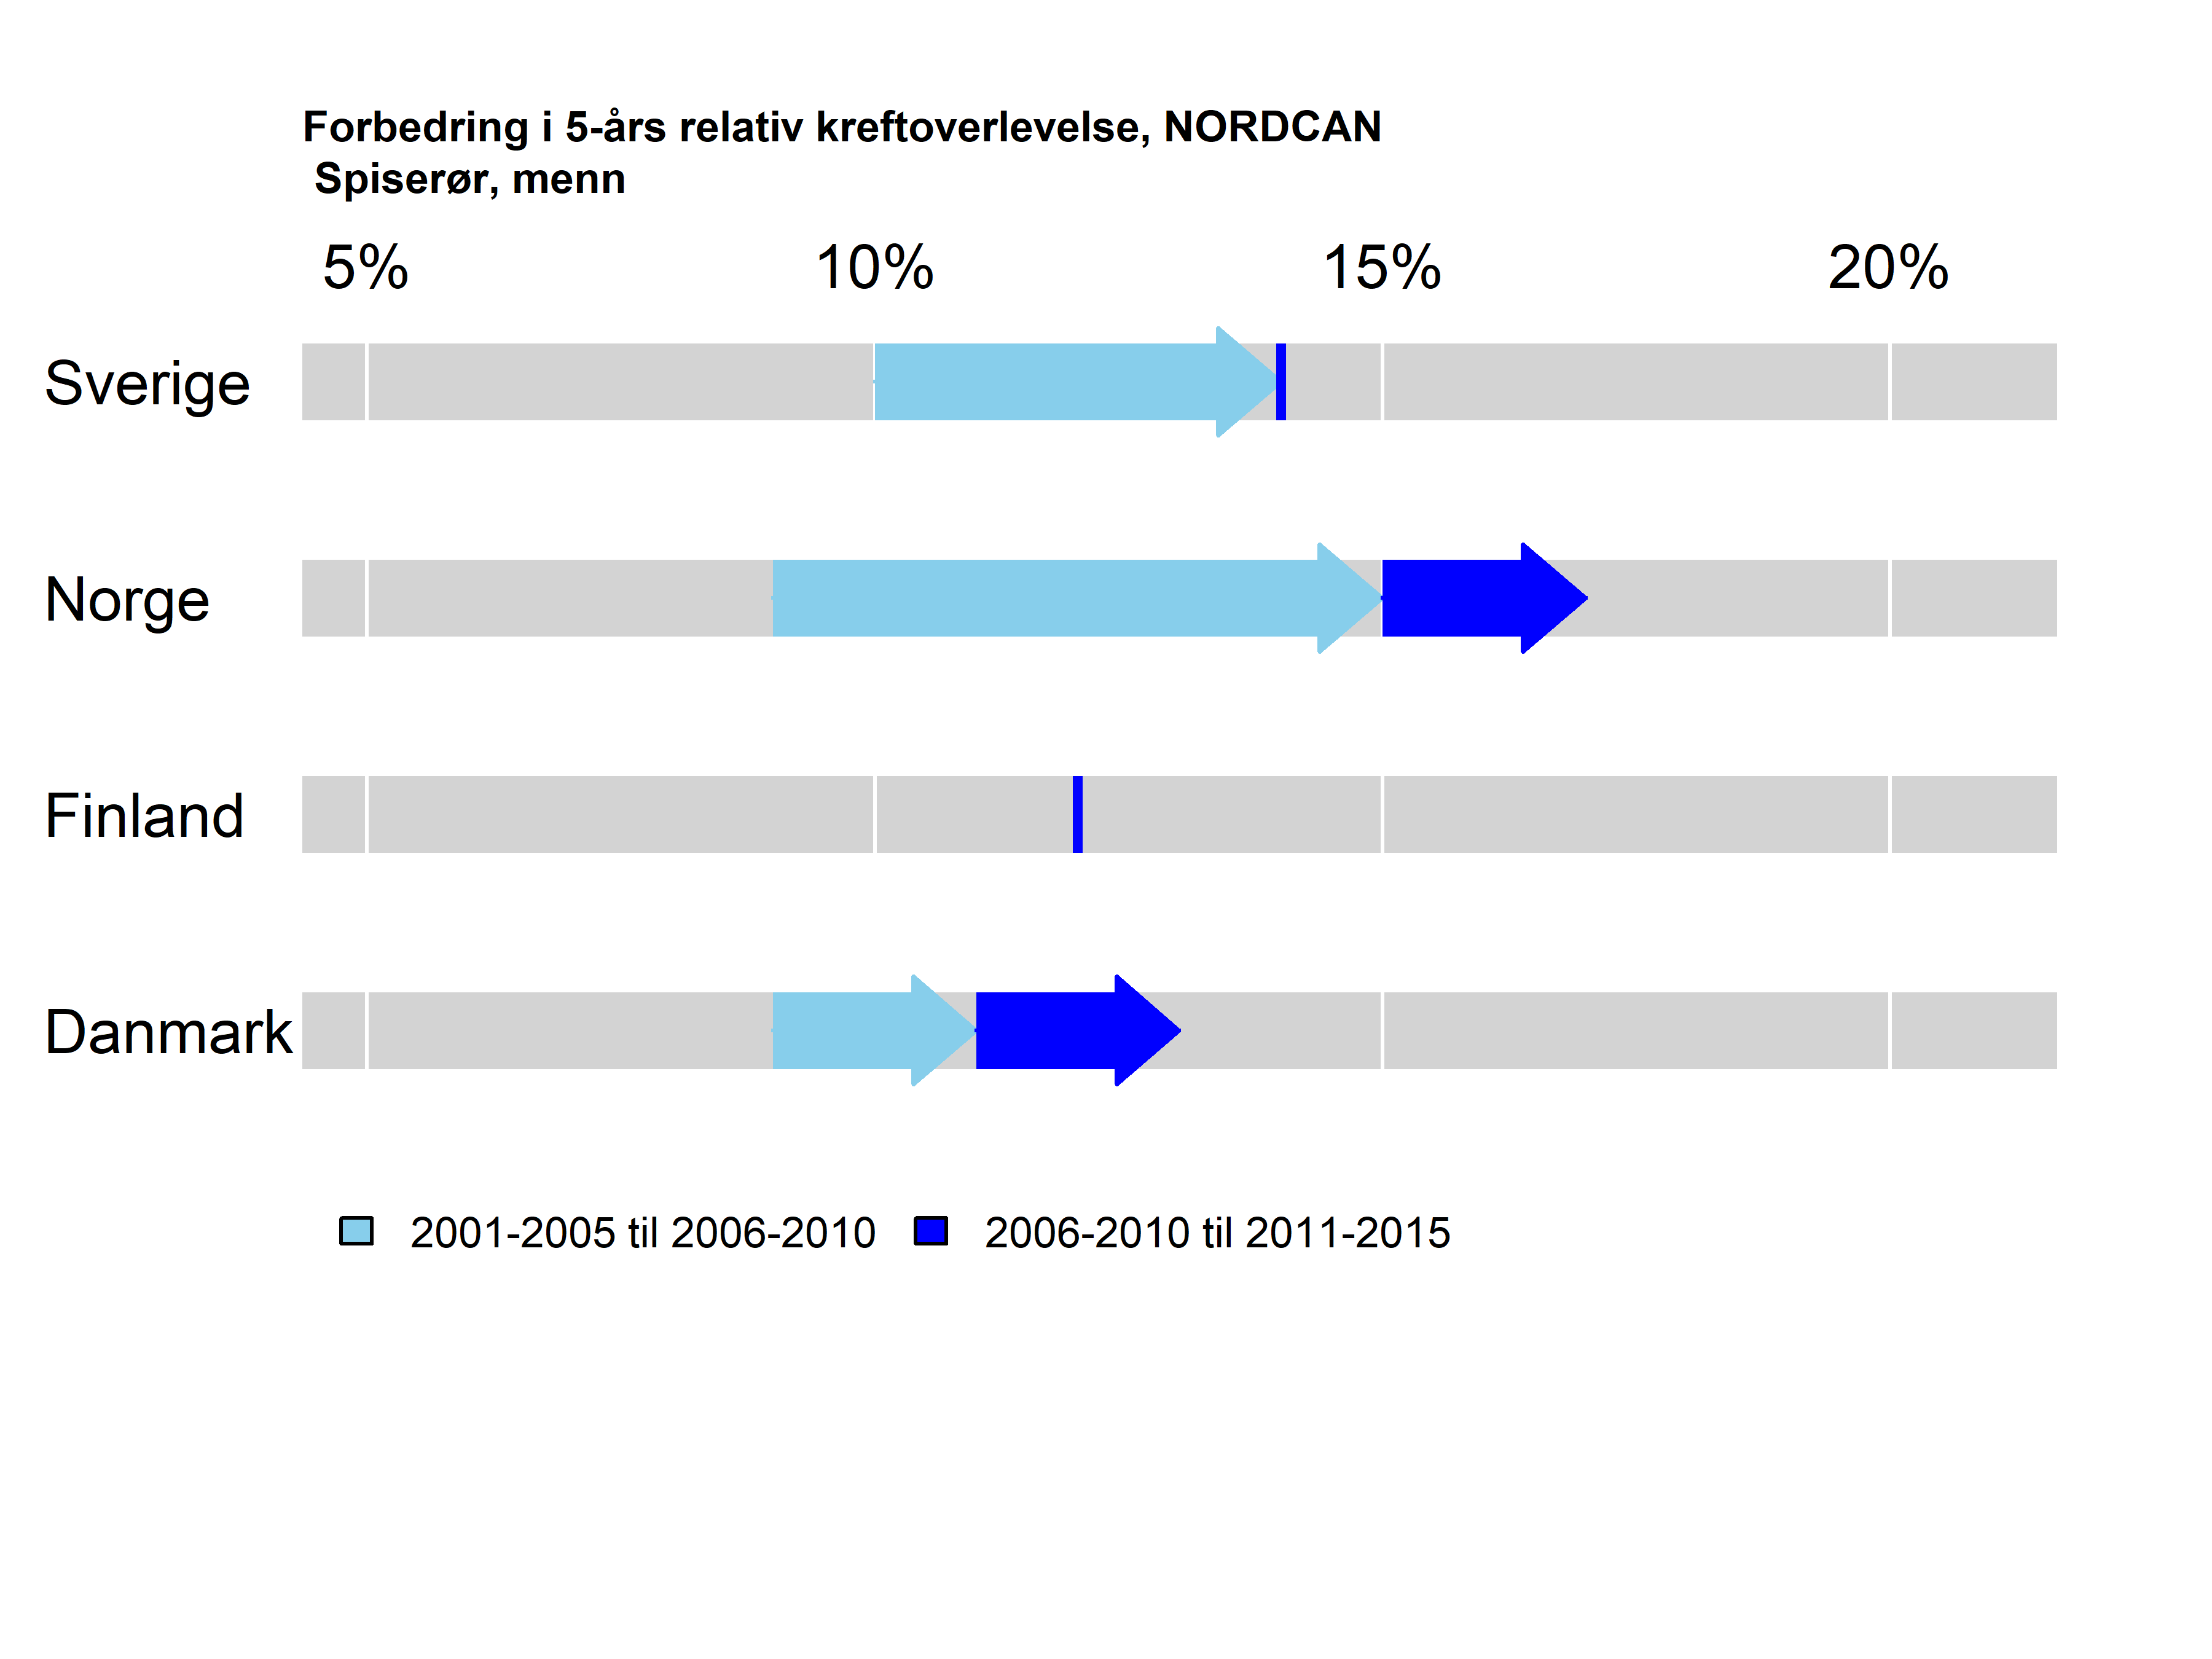 Forbedring i 5-års relativ kreftoverlevelse, NORDCAN
Spiserør, menn
5% 10% 15% 20%
Sverige
Norge
Finland
Danmark
2001-2005 til 2006-2010 2006-2010 til 2011-2015